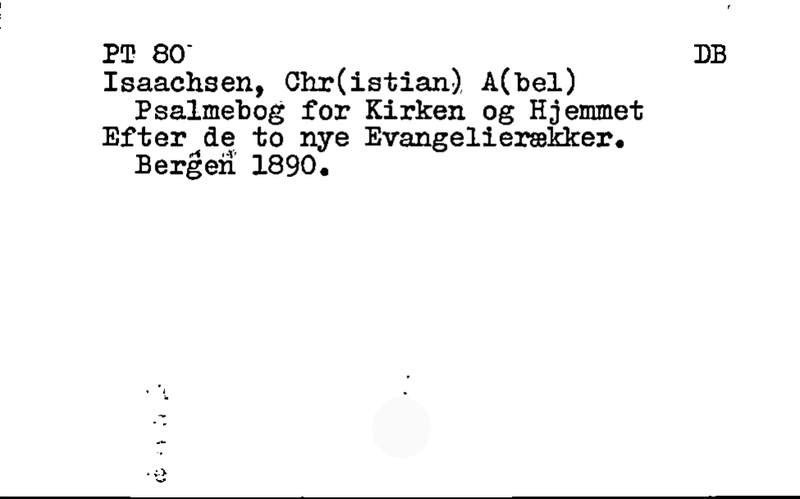 PT 80 DB
Isaachsen, Chr(istian) A(bel)
Psalmebog for Kirken og Hjemmet
Efter de to nye Evangelierækker.
Bergen 1890.